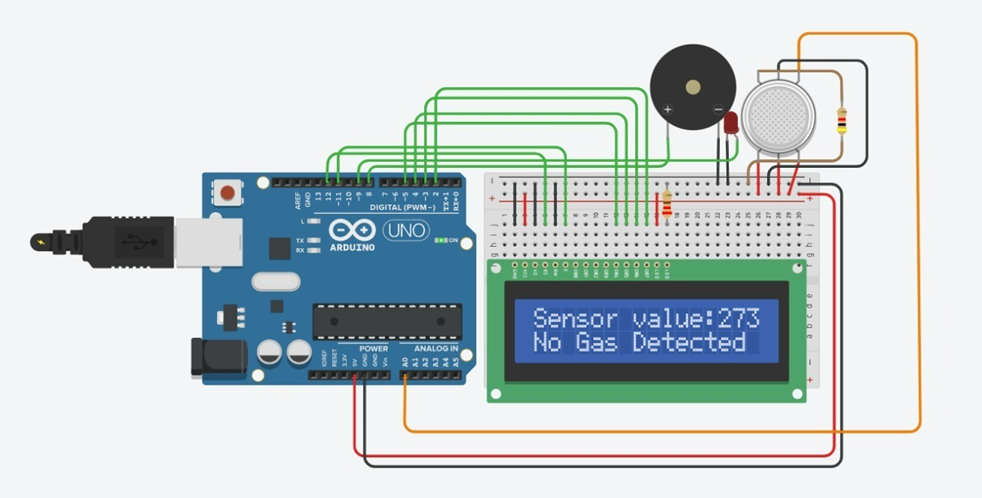 AREF
GND
13
12
~11
~10
~9
8
7
~6
~5
4
~3
2
TX→1
RX←0
DIGITAL (PWM~)
L
TX
RX
ARDUINO
UNO
ON
POWER
ANALOG IN
IOREF
RESET
3.3V
5V
GND
GND
Vin
A0
A1
A2
A3
A4
A5
Sensor value:273
No Gas Detected